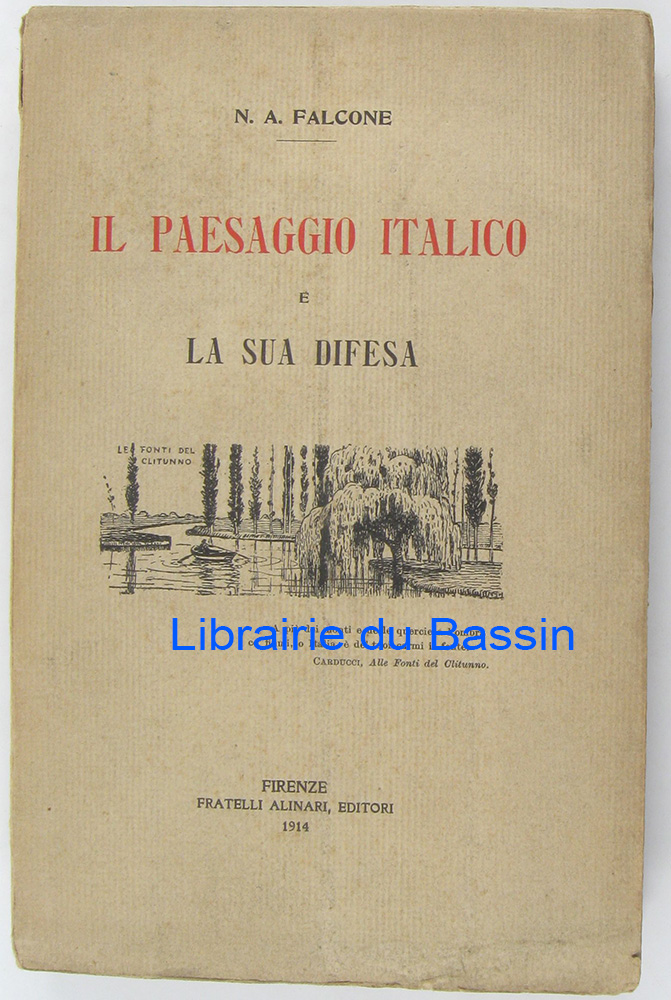 N. A. FALCONE
IL PAESAGGIO ITALICO
E
LA SUA DIFESA
LE FONTI DEL
CLITUNNO
Librairie du Bassin
CARDUCCI, Alle Fonti del Clitunno.
FIRENZE
FRATELLI ALINARI, EDITORI
1914